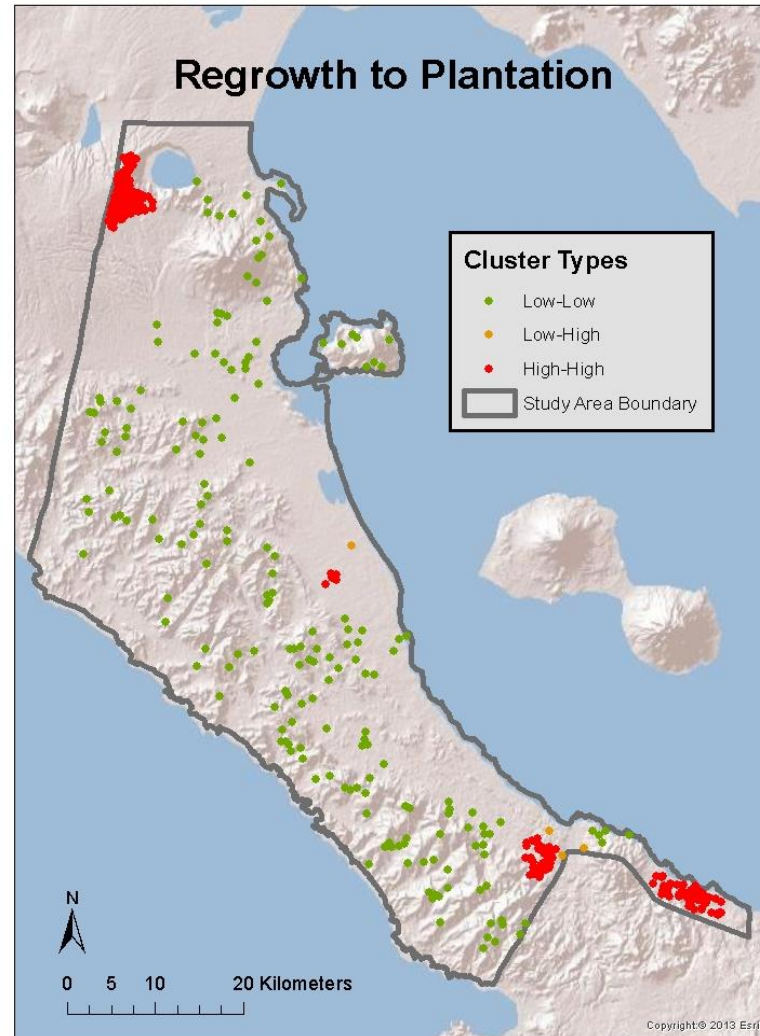 Regrowth to Plantation
Cluster Types
Low-Low
Low-High
High-High
Study Area Boundary
N
0 5 10 20 Kilometers
Copyright:© 2013 Esri